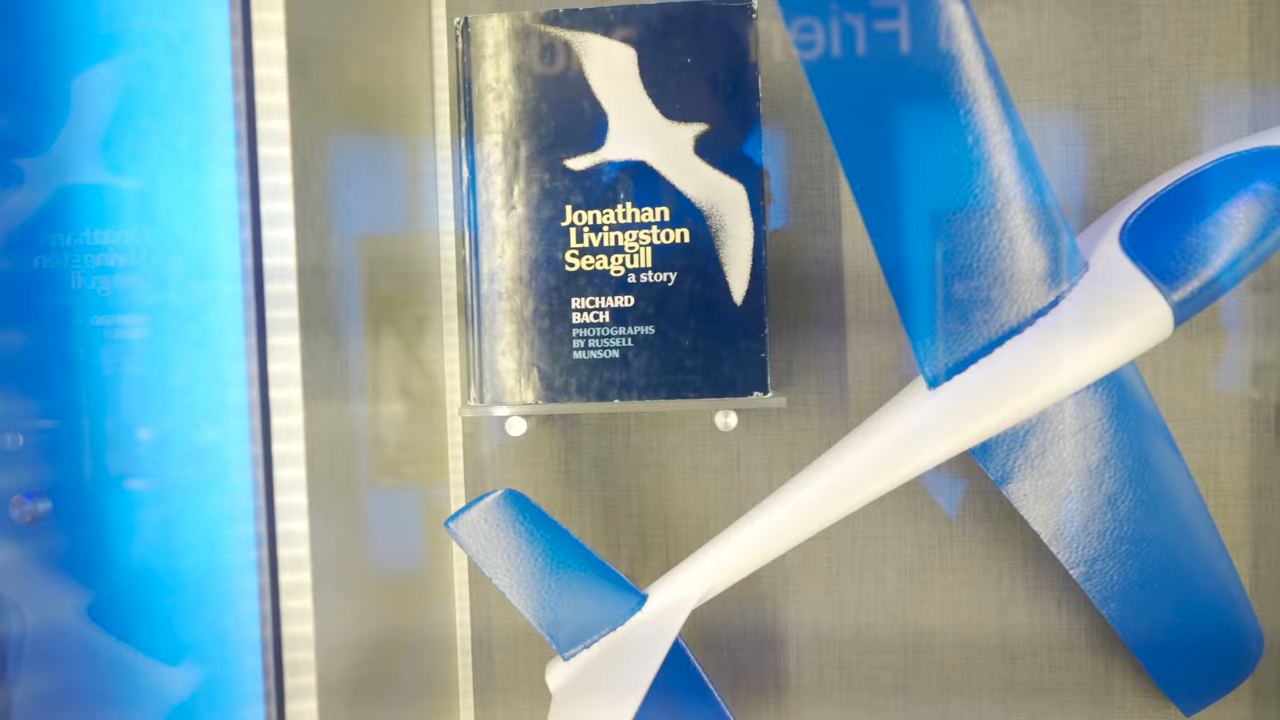 Jonathan
Livingston
Seagull
a story
RICHARD
BACH
PHOTOGRAPHS
BY RUSSELL
MUNSON